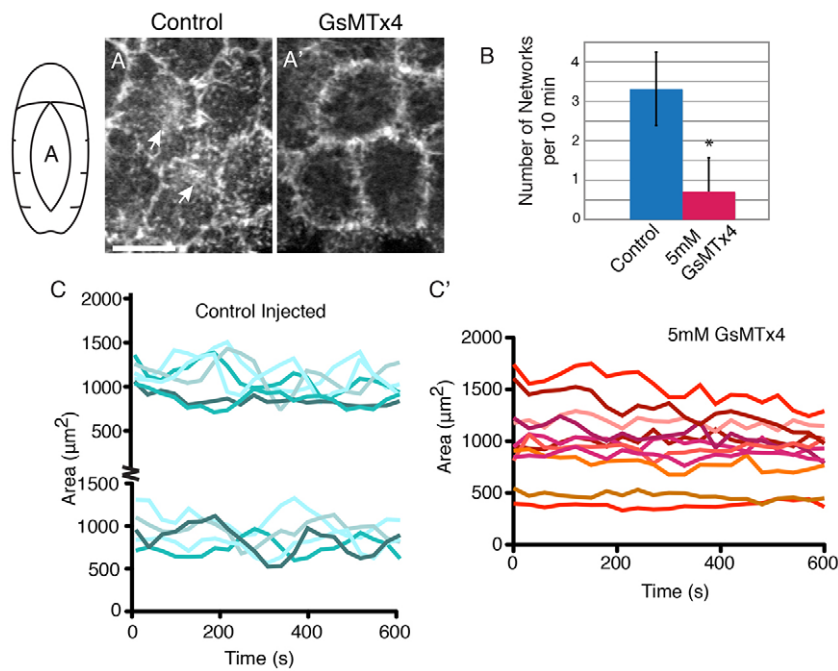 Control
GsMTx4
A
A
A'
B
Number of Networks
per 10 min
4
3
2
1
0
*
Control
5mM
GsMTx4
C
Control Injected
2000
1500
1000
500
1500
1000
500
0
Area (µm²)
0
200
400
600
Time (s)
C'
5mM GsMTx4
2000
1500
1000
500
0
Area (µm²)
0
200
400
600
Time (s)